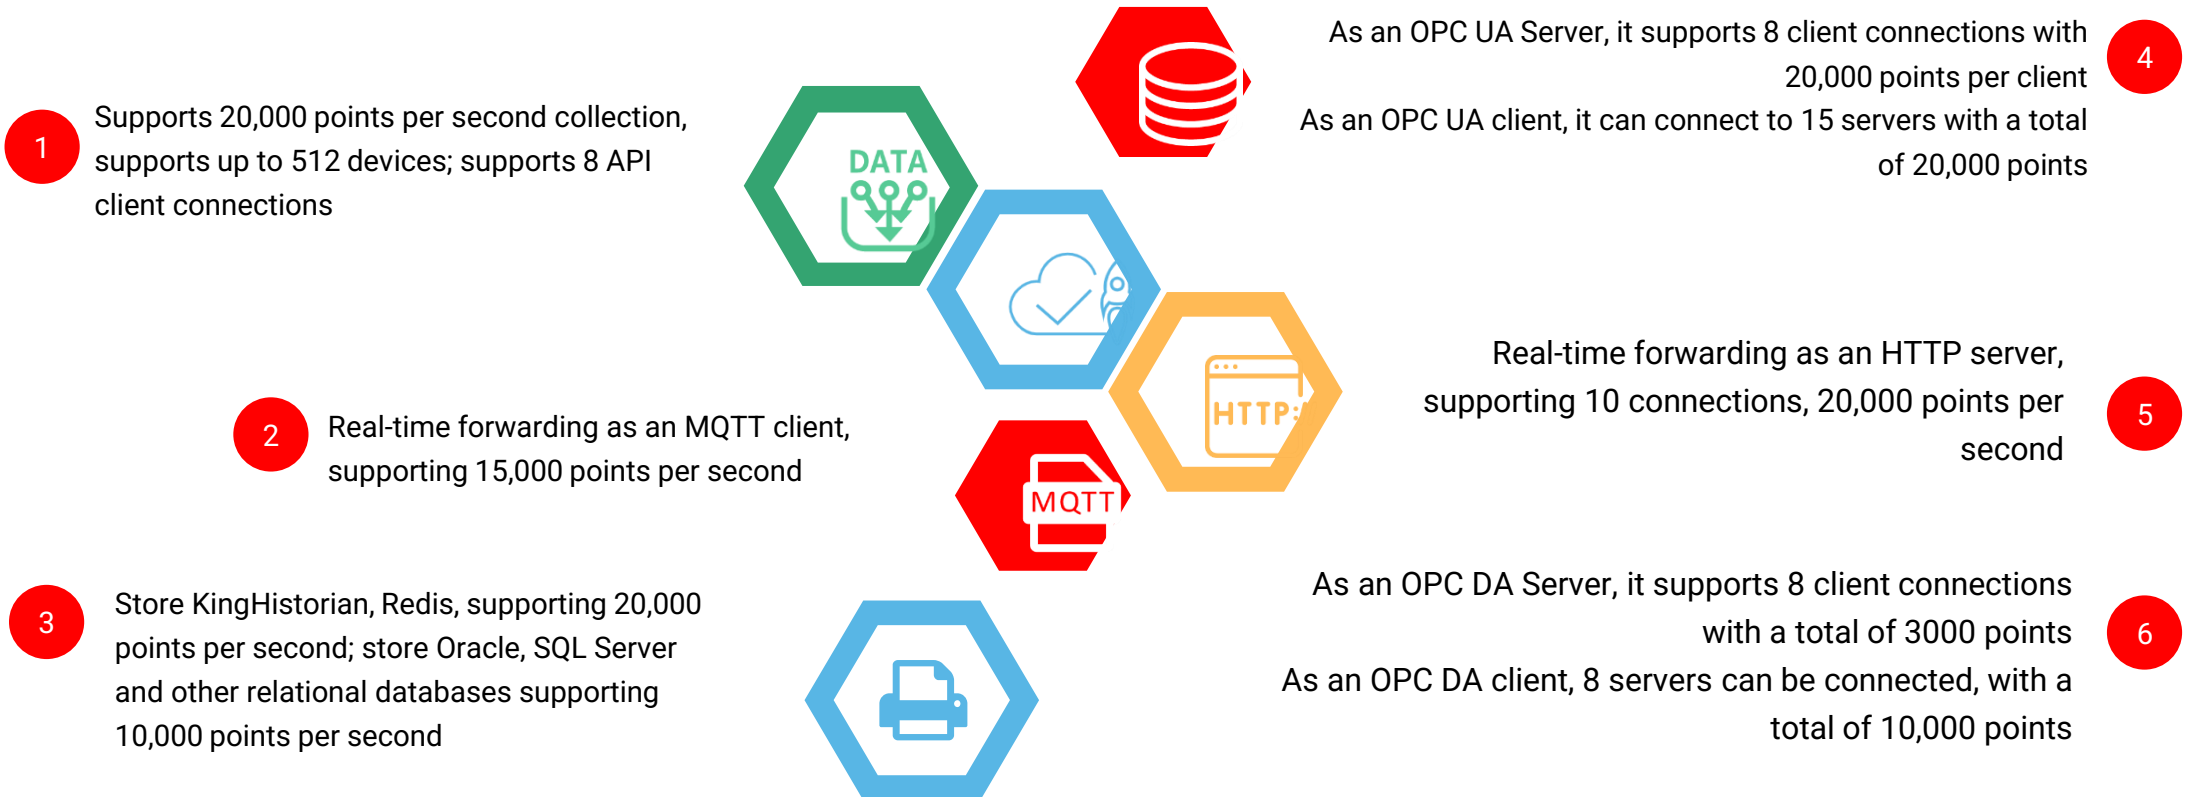 1
Supports 20,000 points per second collection,
supports up to 512 devices; supports 8 API
client connections
2
Real-time forwarding as an MQTT client,
supporting 15,000 points per second
3
Store KingHistorian, Redis, supporting 20,000
points per second; store Oracle, SQL Server
and other relational databases supporting
10,000 points per second
DATA
HTTP:
MQTT
As an OPC UA Server, it supports 8 client connections with
20,000 points per client
As an OPC UA client, it can connect to 15 servers with a total
of 20,000 points
4
Real-time forwarding as an HTTP server,
supporting 10 connections, 20,000 points per
second
5
As an OPC DA Server, it supports 8 client connections
with a total of 3000 points
As an OPC DA client, 8 servers can be connected, with a
total of 10,000 points
6